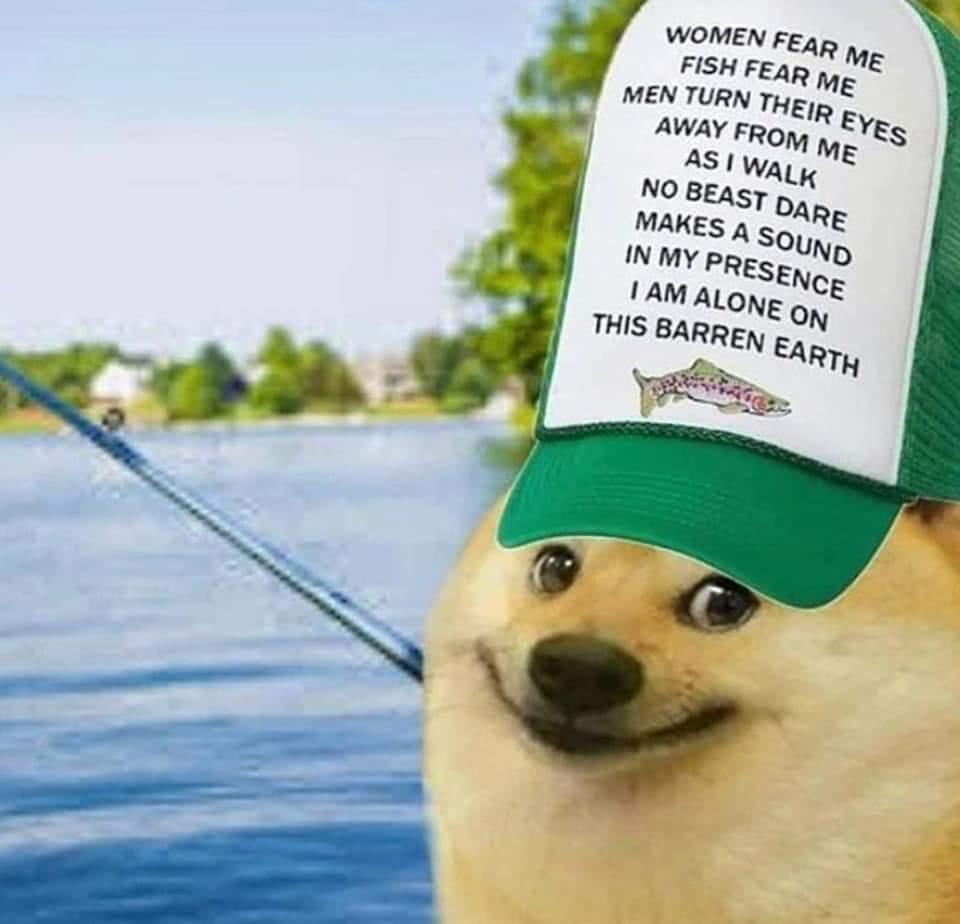 WOMEN FEAR ME
FISH FEAR ME
MEN TURN THEIR EYES
AWAY FROM ME
AS I WALK
NO BEAST DARE
MAKES A SOUND
IN MY PRESENCE
I AM ALONE ON
THIS BARREN EARTH